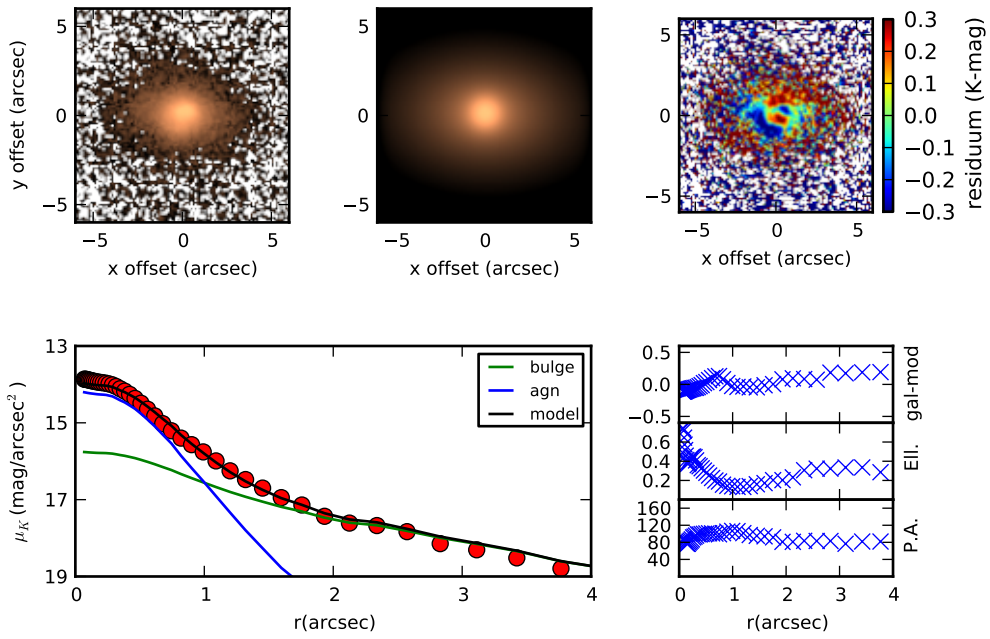 y offset (arcsec)
5
0
−5
−5 0 5
x offset (arcsec)
5
0
−5
−5 0 5
x offset (arcsec)
5
0
−5
−5 0 5
x offset (arcsec)
0.3
0.2
0.1
0.0
−0.1
−0.2
−0.3
residuum (K-mag)
μ_K (mag/arcsec²)
13
15
17
19
0 1 2 3 4
r(arcsec)
bulge
agn
model
0.5
0.0
−0.5
gal-mod
0.6
0.4
0.2
Ell.
160
120
80
40
P.A.
0 1 2 3 4
r(arcsec)